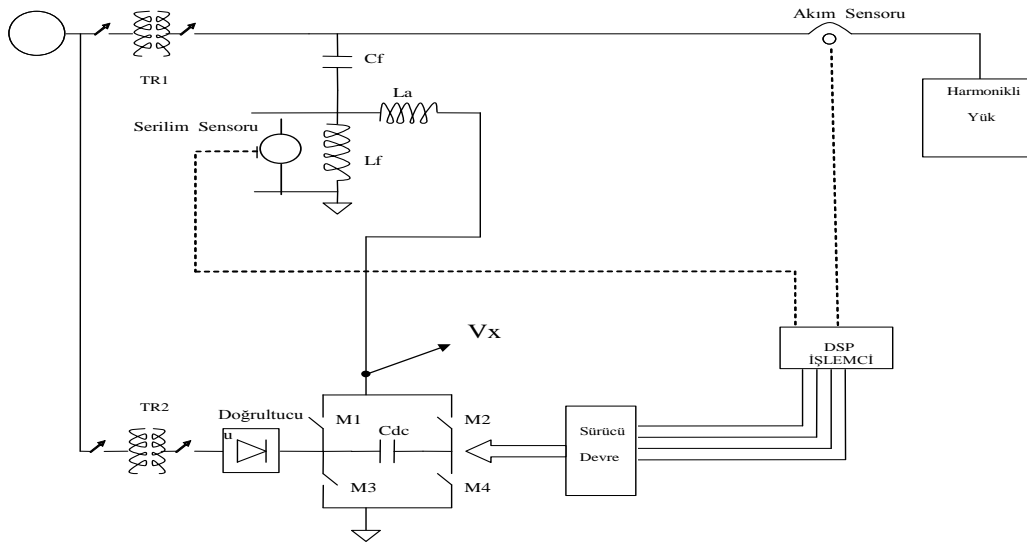 Akım Sensoru
Cf
TR1
La
Harmonikli
Yük
Serilim Sensoru
Lf
Vx
DSP
İŞLEMCİ
TR2
Doğrultucu
u
M1
M2
Cdc
Sürücü
Devre
M3
M4